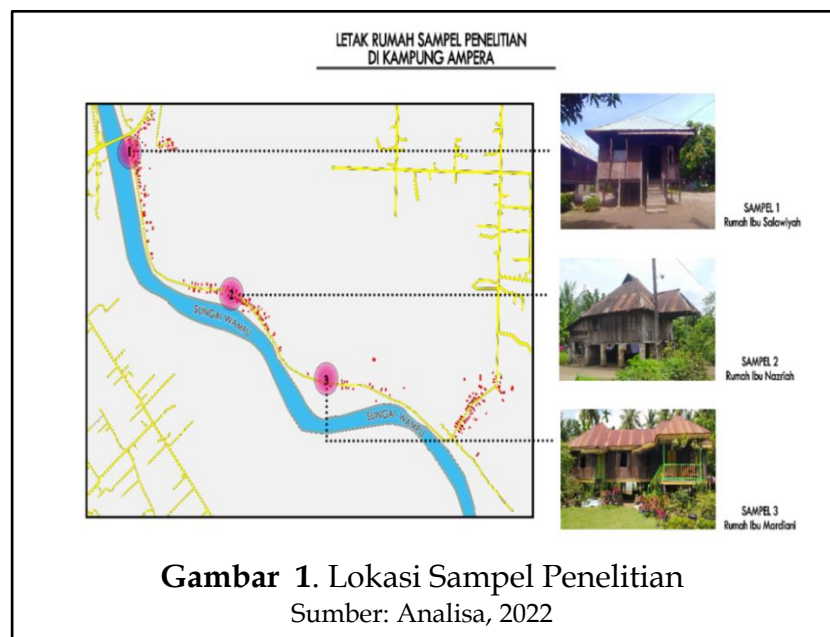 LETAK RUMAH SAMPEL PENELITIAN
DI KAMPUNG AMPERA
1
2
3
SUNGAI WAMPU
SUNGAI WAMPU
SAMPEL 1
Rumah Ibu Salawiyah
SAMPEL 2
Rumah Ibu Nazriah
SAMPEL 3
Rumah Ibu Mardiani
Gambar 1. Lokasi Sampel Penelitian
Sumber: Analisa, 2022